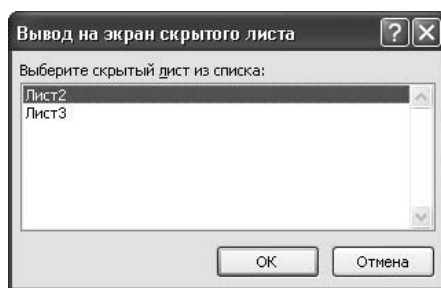 Вывод на экран скрытого листа
Выберите скрытый лист из списка:
Лист2
Лист3
ОК
Отмена